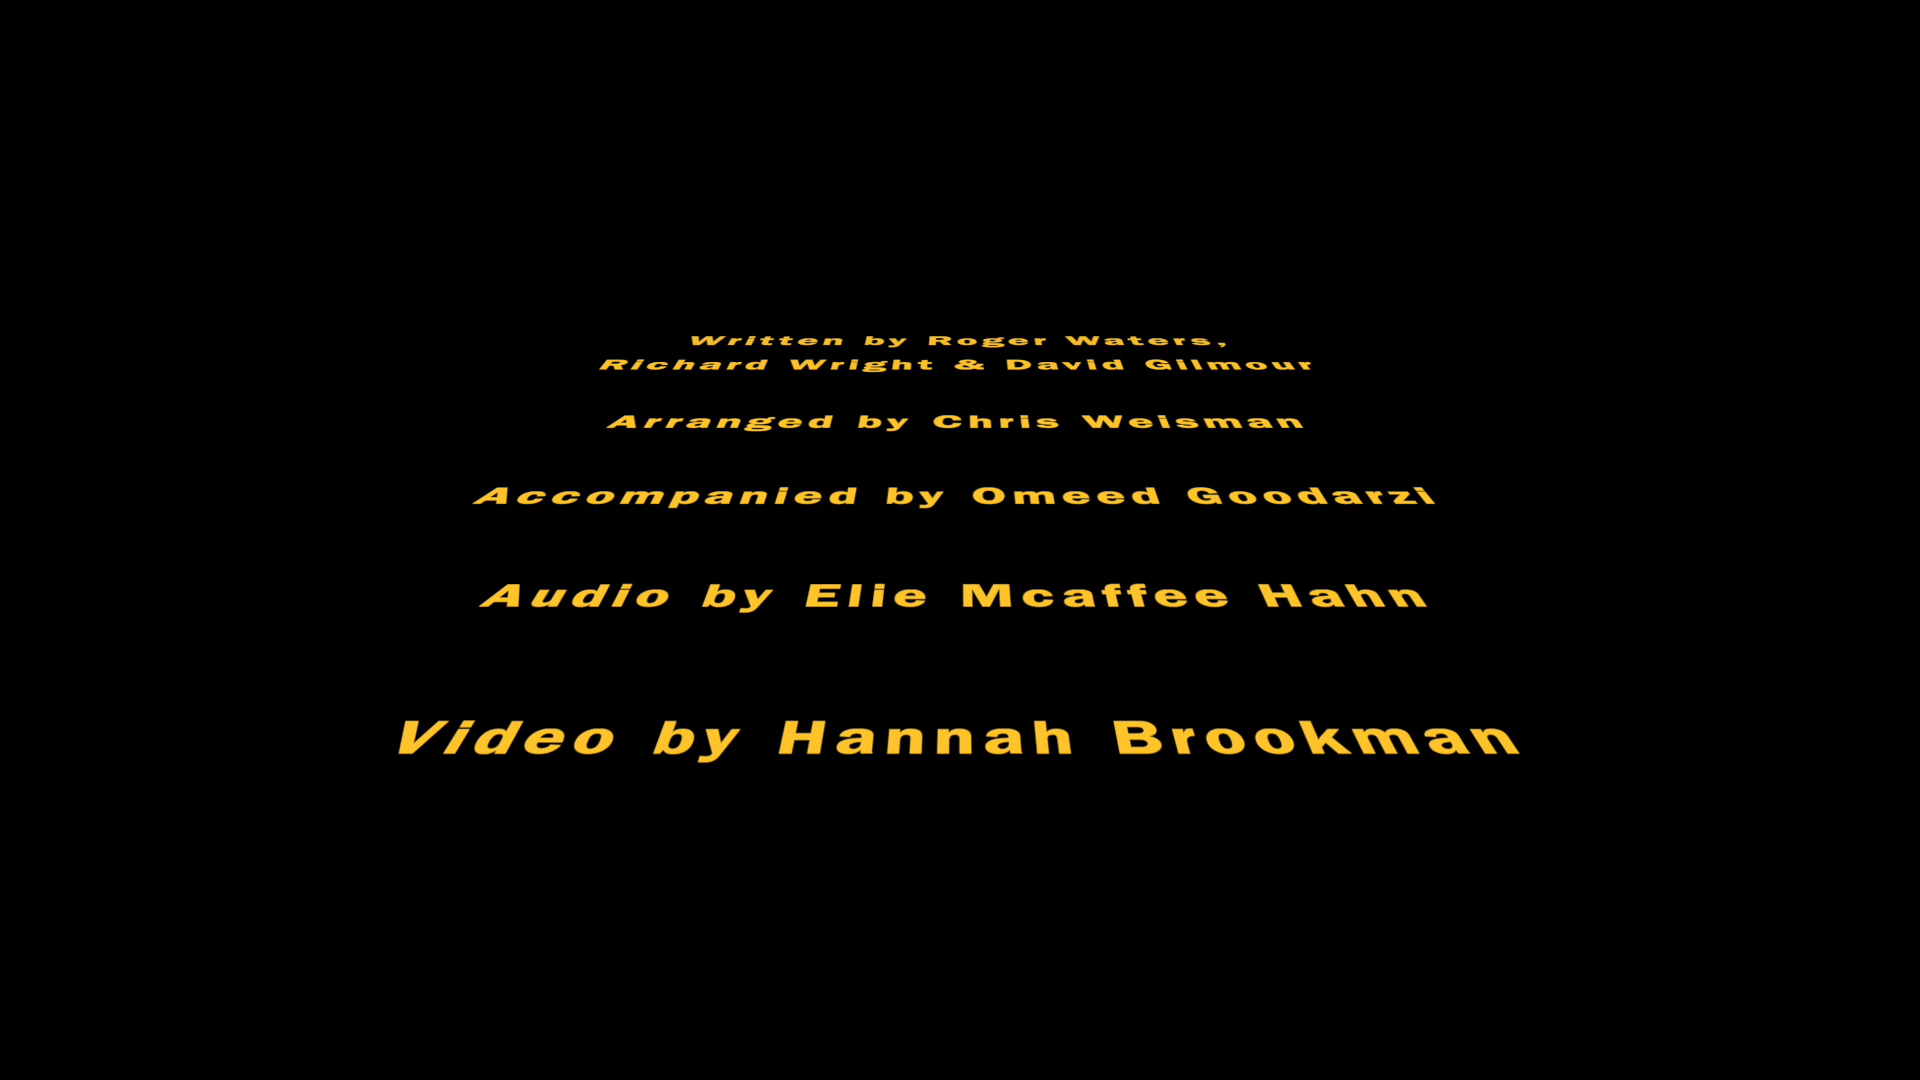 Written by Roger Waters,
Richard Wright & David Gilmour
Arranged by Chris Weisman
Accompanied by Omeed Goodarzi
Audio by Elie Mcaffee Hahn
Video by Hannah Brookman